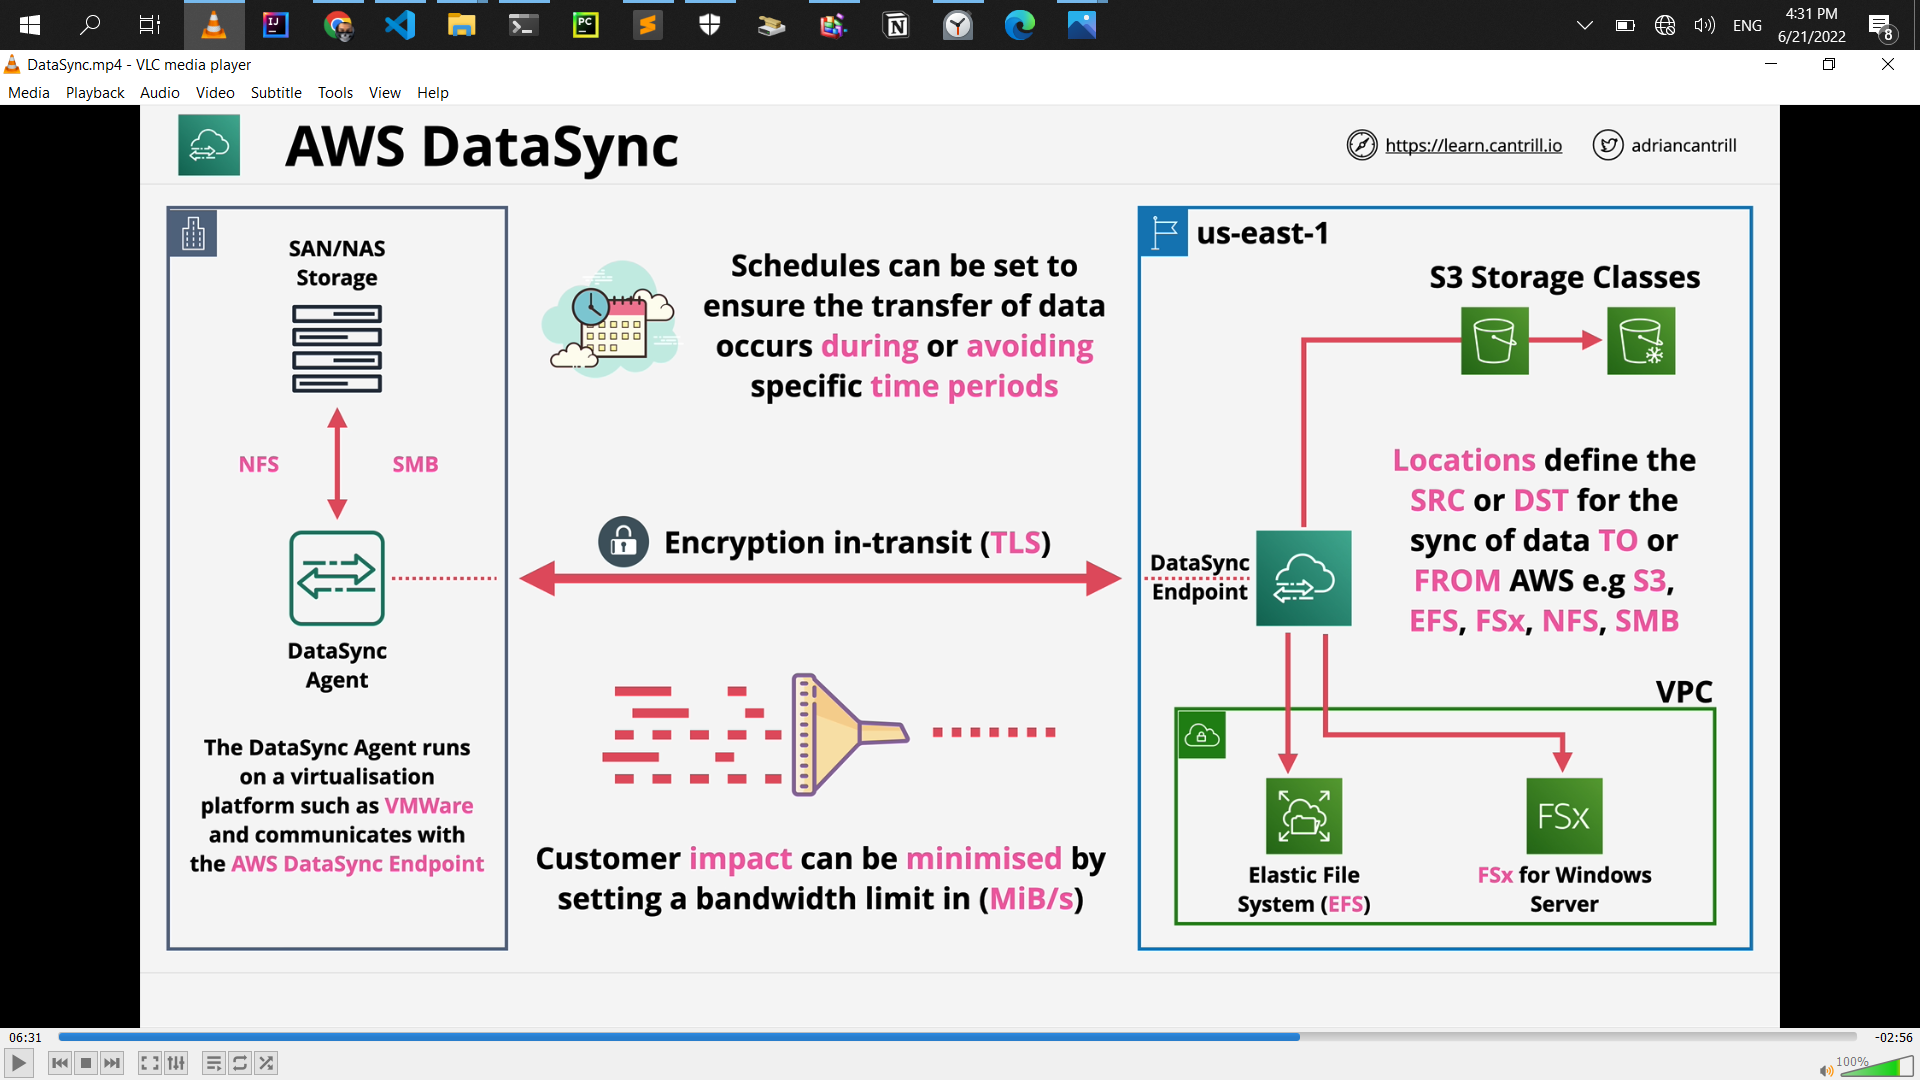 ENG
4:31 PM
6/21/2022
8
DataSync.mp4 - VLC media player
Media Playback Audio Video Subtitle Tools View Help
AWS DataSync
https://learn.cantrill.io
adriancantrill
SAN/NAS
Storage
NFS
SMB
DataSync
Agent
The DataSync Agent runs
on a virtualisation
platform such as VMWare
and communicates with
the AWS DataSync Endpoint
Schedules can be set to
ensure the transfer of data
occurs during or avoiding
specific time periods
Encryption in-transit (TLS)
Customer impact can be minimised by
setting a bandwidth limit in (MiB/s)
us-east-1
S3 Storage Classes
Locations define the
SRC or DST for the
sync of data TO or
FROM AWS e.g S3,
EFS, FSx, NFS, SMB
DataSync
Endpoint
VPC
Elastic File
System (EFS)
FSx
FSx for Windows
Server
06:31
-02:56
100%